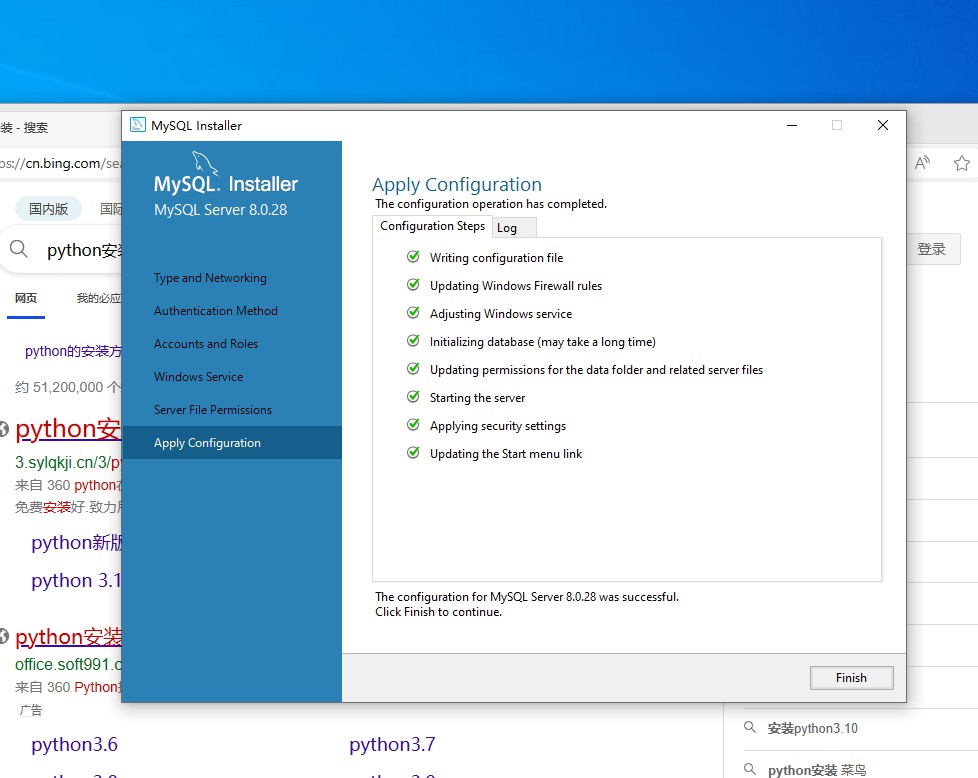 装 - 搜索
MySQL Installer
ps://cn.bing.com/sea
MySQL. Installer
MySQL Server 8.0.28
Apply Configuration
The configuration operation has completed.
Configuration Steps
Log
国内版
国际
python安装
登录
Writing configuration file
Type and Networking
Updating Windows Firewall rules
网页
我的必应
Authentication Method
Adjusting Windows service
Accounts and Roles
Initializing database (may take a long time)
python的安装方
Windows Service
Updating permissions for the data folder and related server files
约 51,200,000 个
Server File Permissions
Starting the server
python安
Applying security settings
Apply Configuration
Updating the Start menu link
3.sylqkji.cn/3/py
来自 360 python在
免费安装好.致力用
python新版
python 3.1
The configuration for MySQL Server 8.0.28 was successful.
Click Finish to continue.
python安装
office.soft991.c
来自 360 Python
Finish
广告
python3.6
python3.7
安装python3.10
python安装 菜鸟